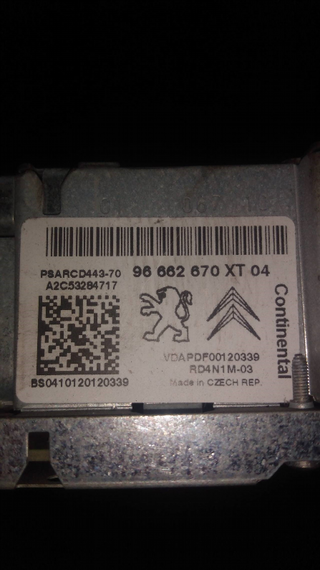 PSARCD443-70 96 662 670 XT 04
A2C53284717
Continental
VDAPDF00120339
BS0410120120339
RD4N1M-03
Made in CZECH REP.